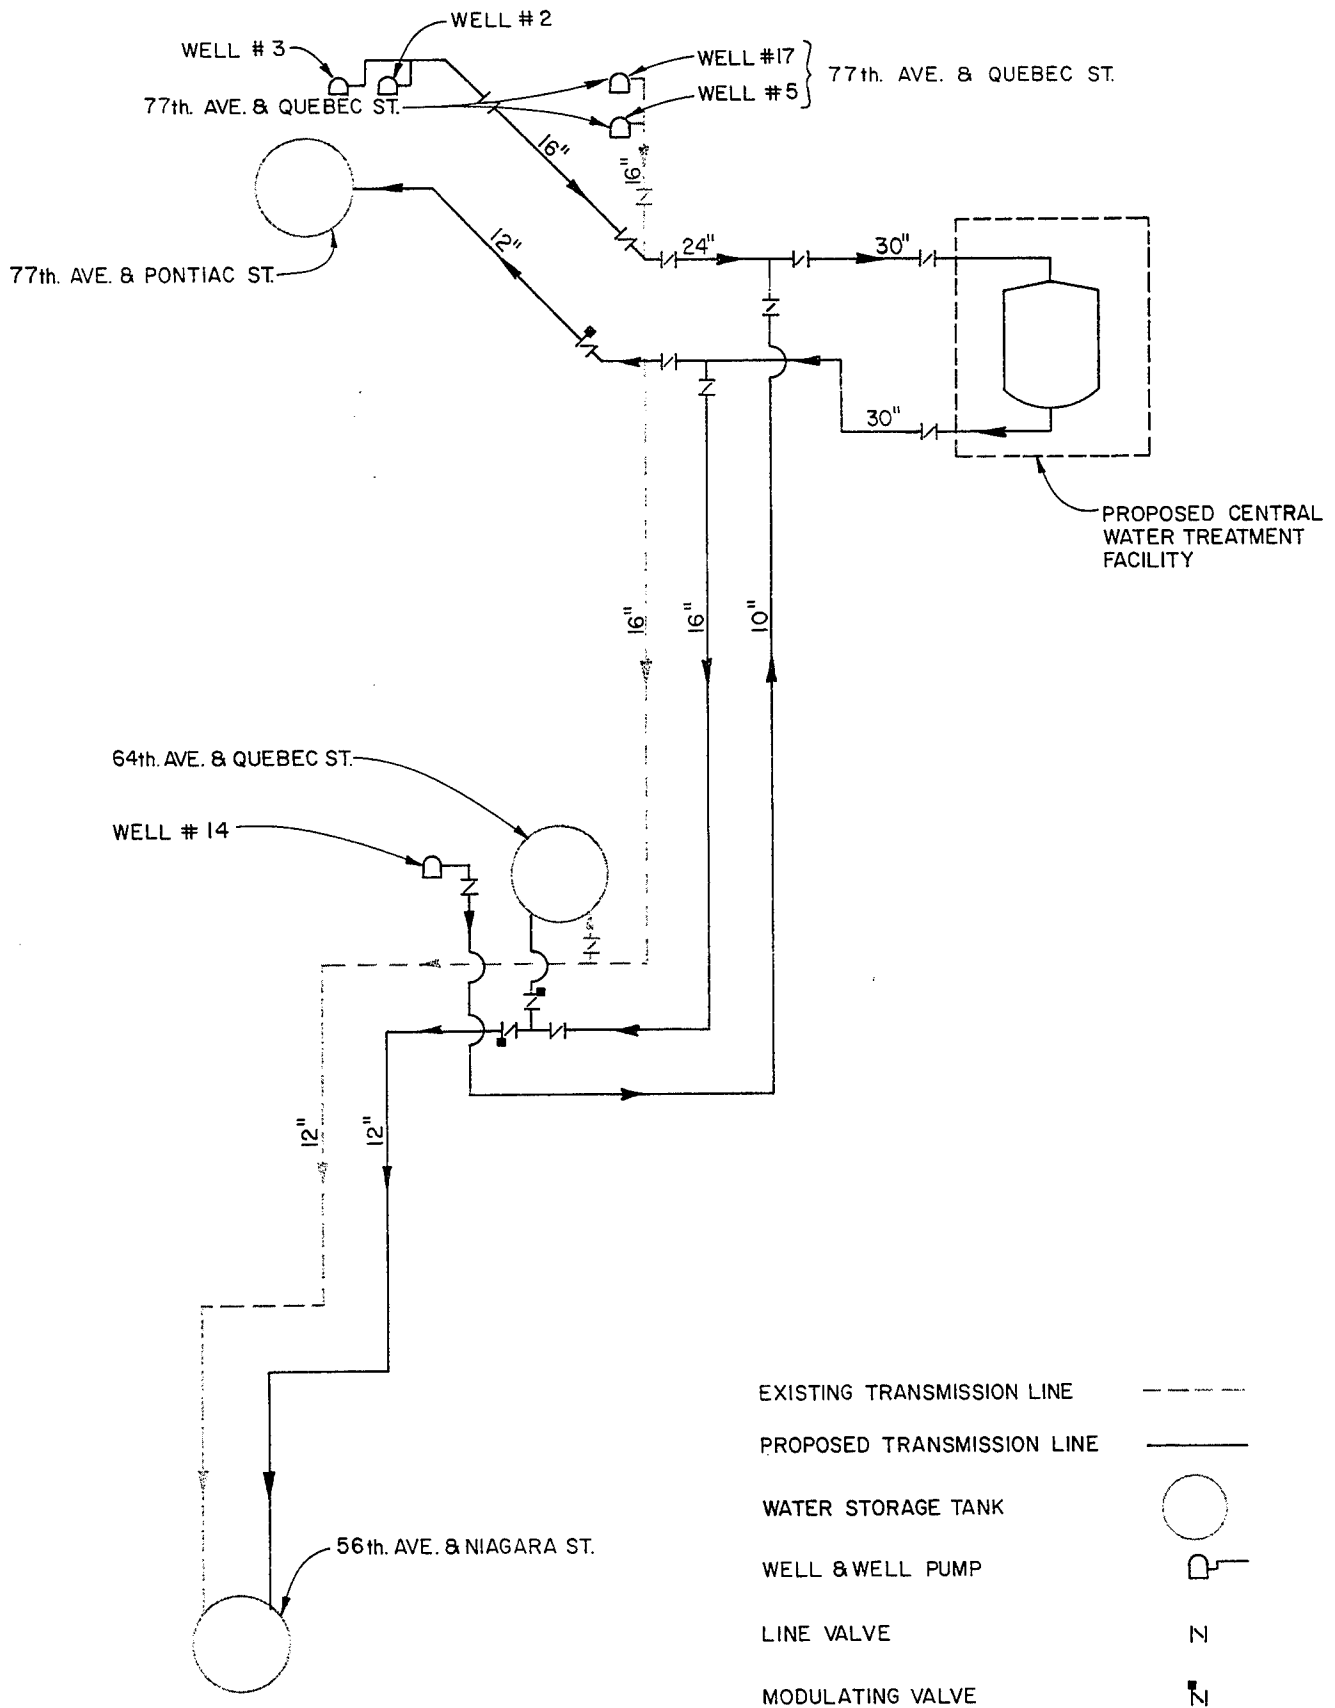 WELL # 2
WELL # 3
WELL #17
77th. AVE. & QUEBEC ST.
WELL #5
77th. AVE. & QUEBEC ST.
16"
16"
12"
24"
30"
77th. AVE. & PONTIAC ST.
30"
PROPOSED CENTRAL
WATER TREATMENT
FACILITY
16"
16"
10"
64th. AVE. & QUEBEC ST.
WELL # 14
12"
12"
EXISTING TRANSMISSION LINE
PROPOSED TRANSMISSION LINE
WATER STORAGE TANK
56th. AVE. & NIAGARA ST.
WELL & WELL PUMP
LINE VALVE
MODULATING VALVE